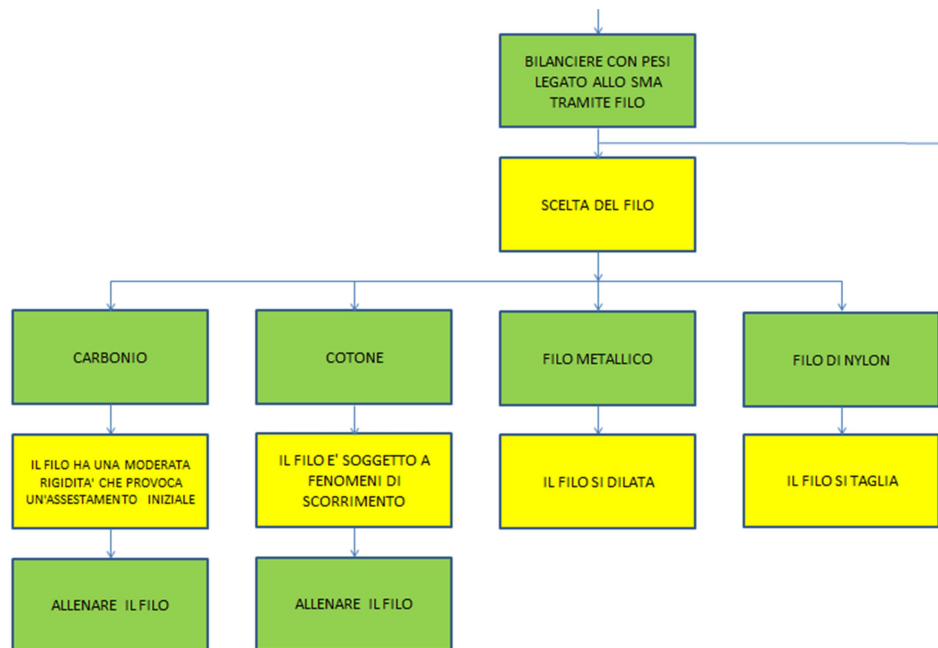 BILANCIERE CON PESI
LEGATO ALLO SMA
TRAMITE FILO
SCELTA DEL FILO
CARBONIO
COTONE
FILO METALLICO
FILO DI NYLON
IL FILO HA UNA MODERATA
RIGIDITA' CHE PROVOCA
UN'ASSESTAMENTO INIZIALE
IL FILO E' SOGGETTO A
FENOMENI DI
SCORRIMENTO
IL FILO SI DILATA
IL FILO SI TAGLIA
ALLENARE IL FILO
ALLENARE IL FILO